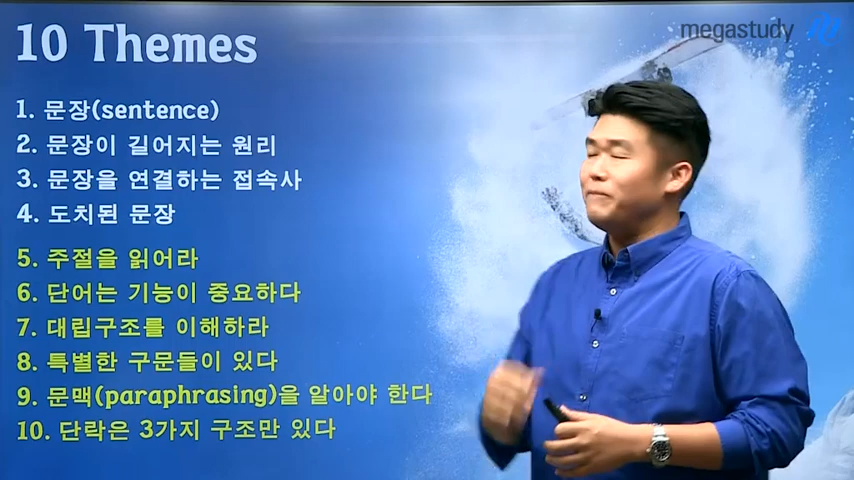 10 Themes
megastudy
1. 문장(sentence)
2. 문장이 길어지는 원리
3. 문장을 연결하는 접속사
4. 도치된 문장
5. 주절을 읽어라
6. 단어는 기능이 중요하다
7. 대립구조를 이해하라
8. 특별한 구문들이 있다
9. 문맥(paraphrasing)을 알아야 한다
10. 단락은 3가지 구조만 있다